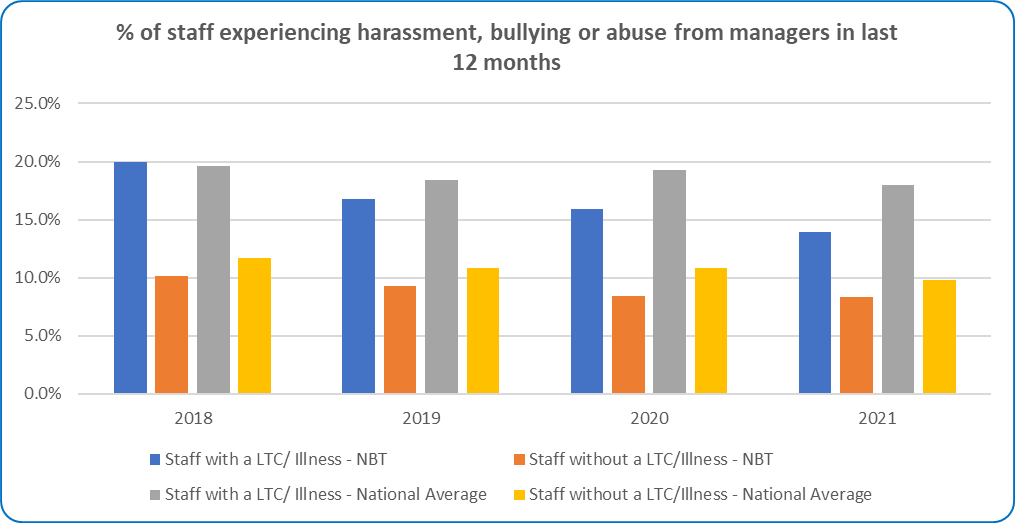 % of staff experiencing harassment, bullying or abuse from managers in last
12 months
25.0%
20.0%
15.0%
10.0%
5.0%
0.0%
2018 2019 2020 2021
Staff with a LTC/ Illness - NBT Staff without a LTC/Illness - NBT
Staff with a LTC/ Illness - National Average Staff without a LTC/Illness - National Average